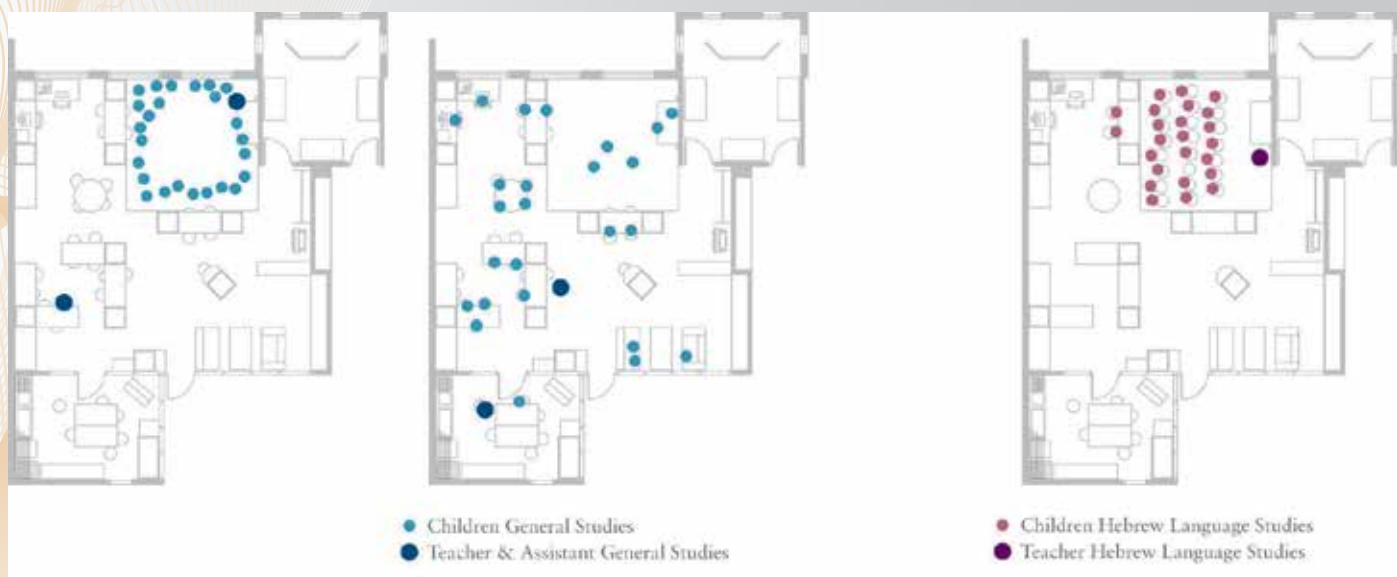 Children General Studies
Teacher & Assistant General Studies
Children Hebrew Language Studies
Teacher Hebrew Language Studies